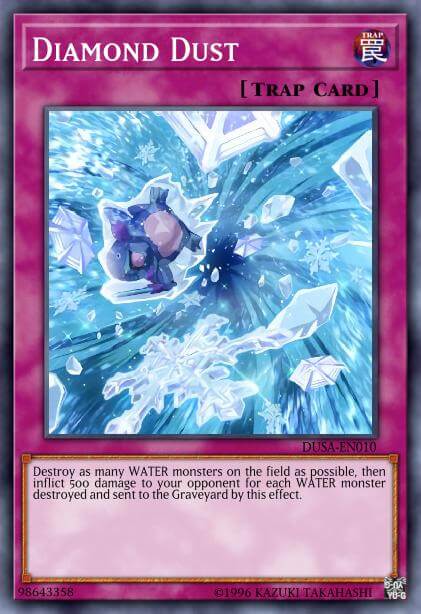 DIAMOND DUST
TRAP
罠
[TRAP CARD]
DUSA-EN010
Destroy as many WATER monsters on the field as possible, then
inflict 500 damage to your opponent for each WATER monster
destroyed and sent to the Graveyard by this effect.
98643358
©1996 KAZUKI TAKAHASHI